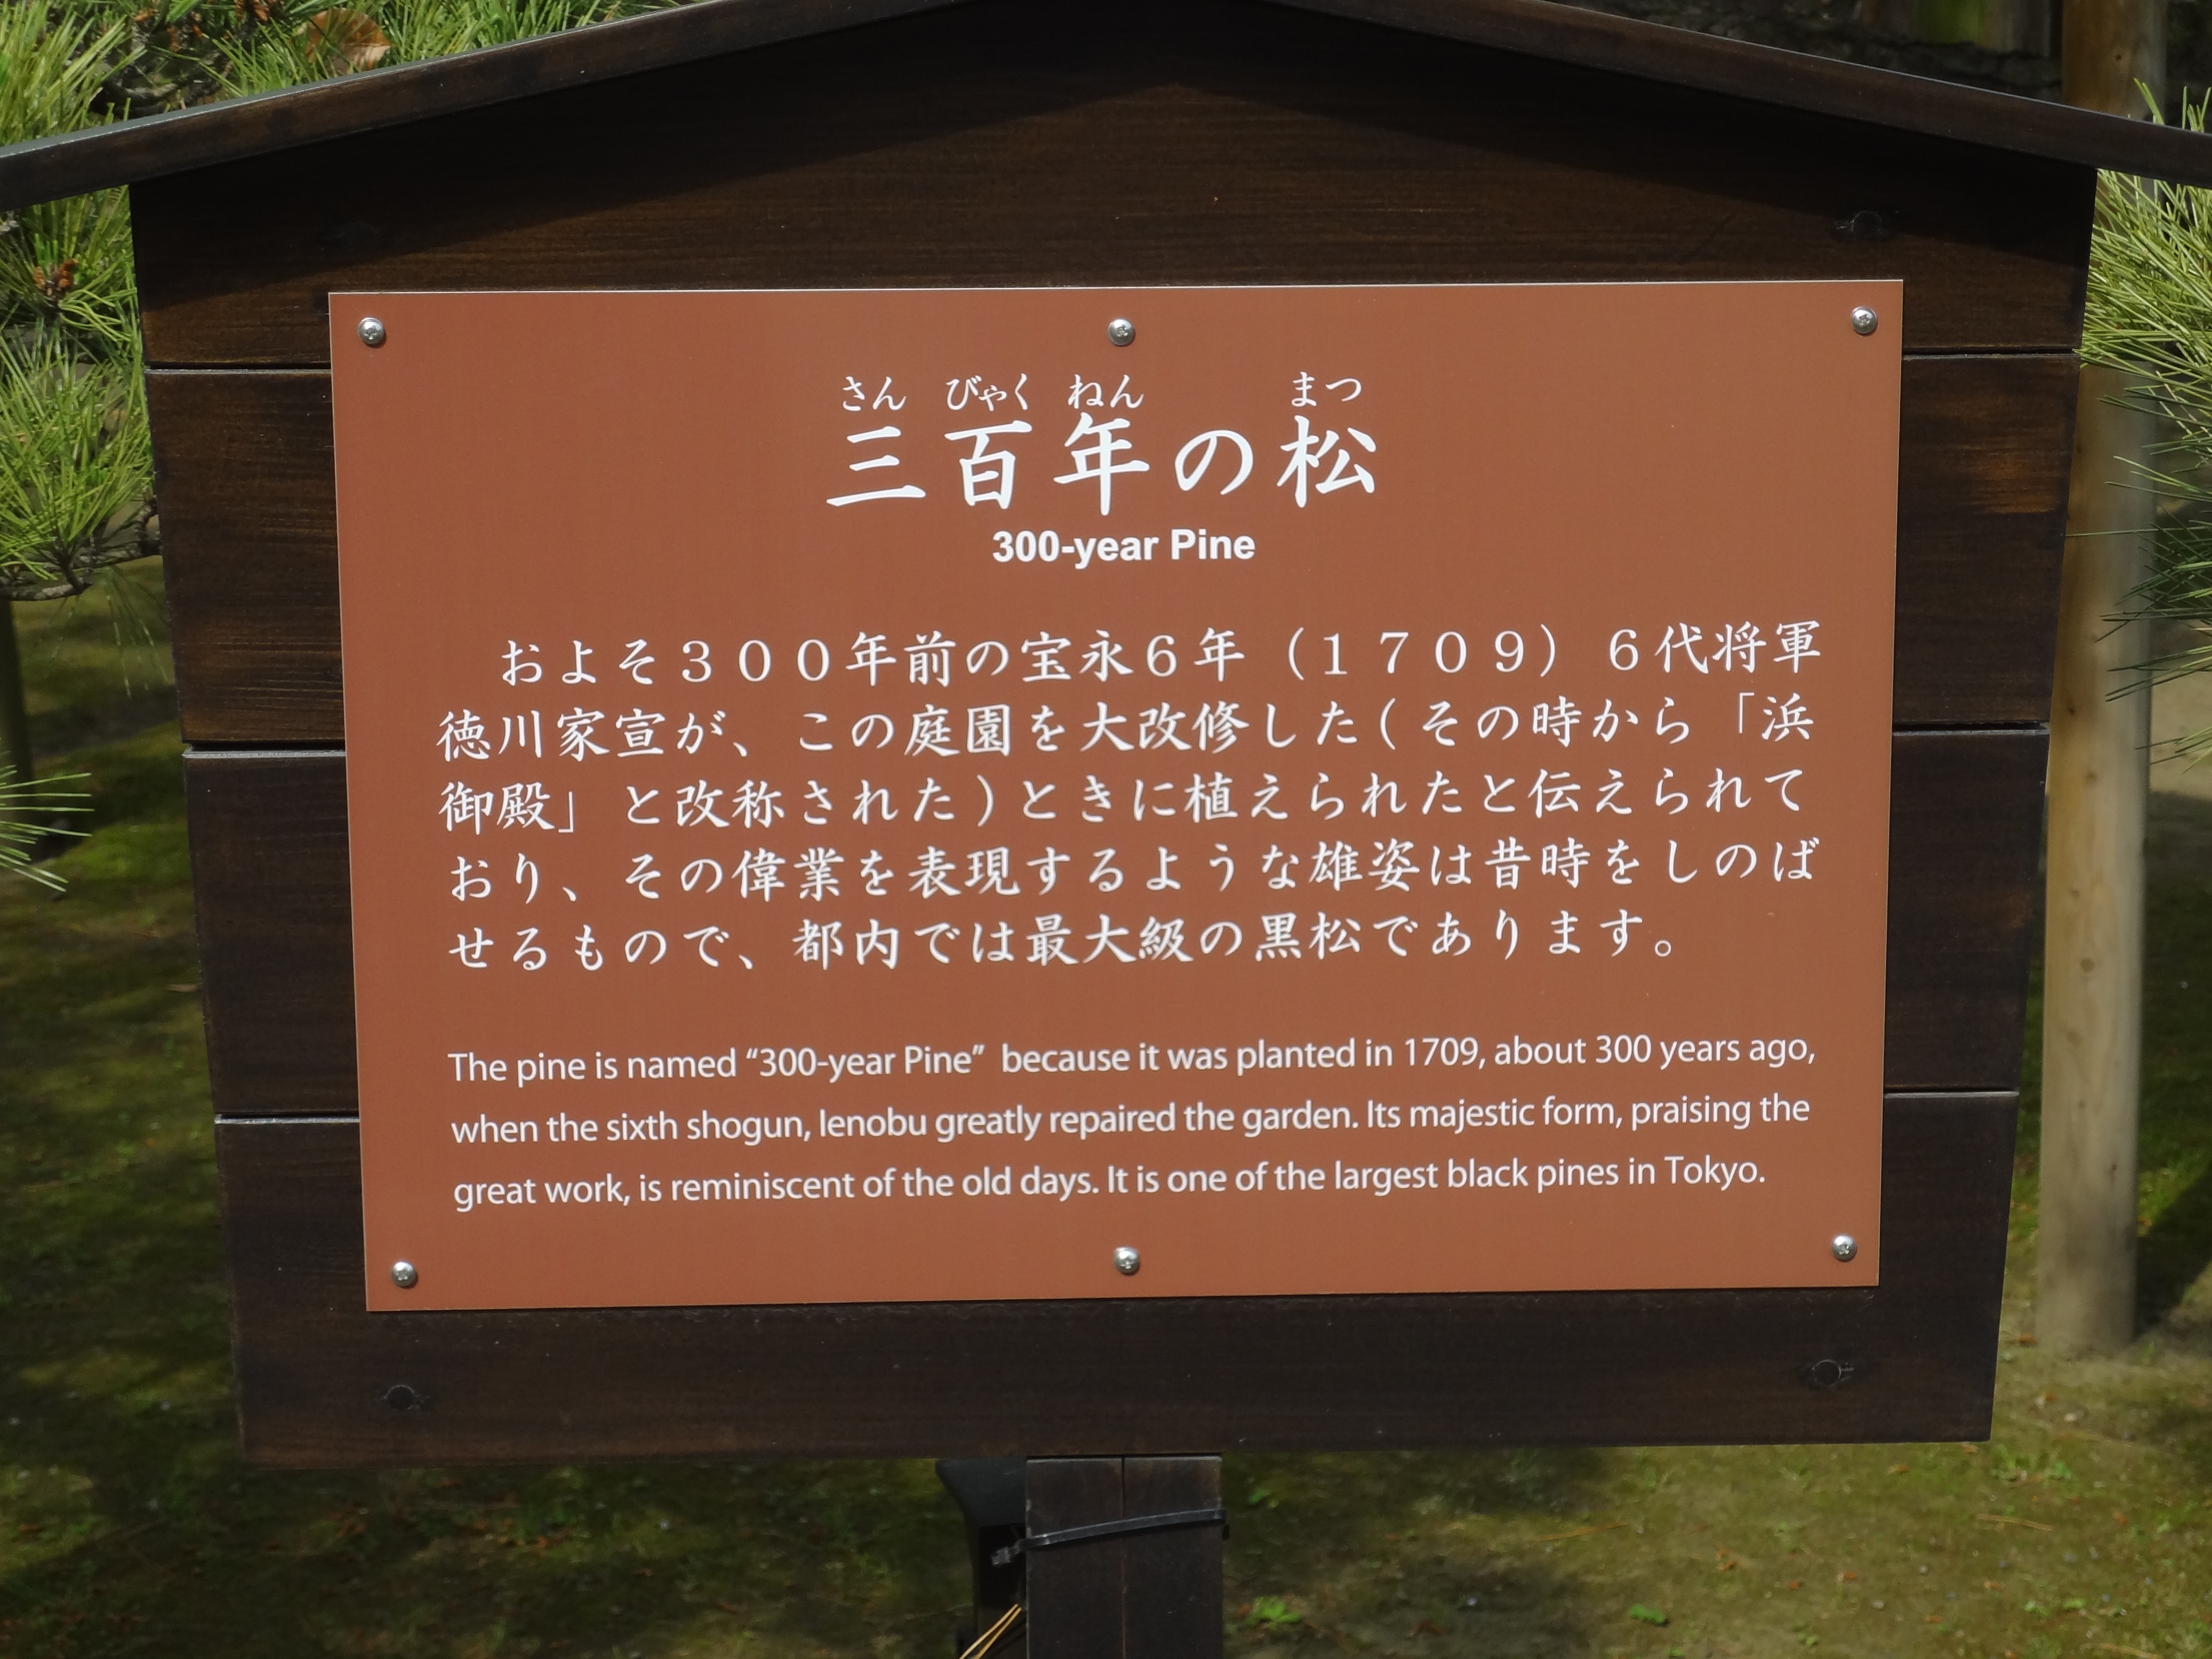 さん びゃく ねん まつ
三百年の松
300-year Pine
およそ３００年前の宝永６年（１７０９）６代将軍
徳川家宣が、この庭園を大改修した(その時から「浜
御殿」と改称された)ときに植えられたと伝えられて
おり、その偉業を表現するような雄姿は昔時をしのば
せるもので、都内では最大級の黒松であります。
The pine is named “300-year Pine” because it was planted in 1709, about 300 years ago,
when the sixth shogun, Ienobu greatly repaired the garden. Its majestic form, praising the
great work, is reminiscent of the old days. It is one of the largest black pines in Tokyo.